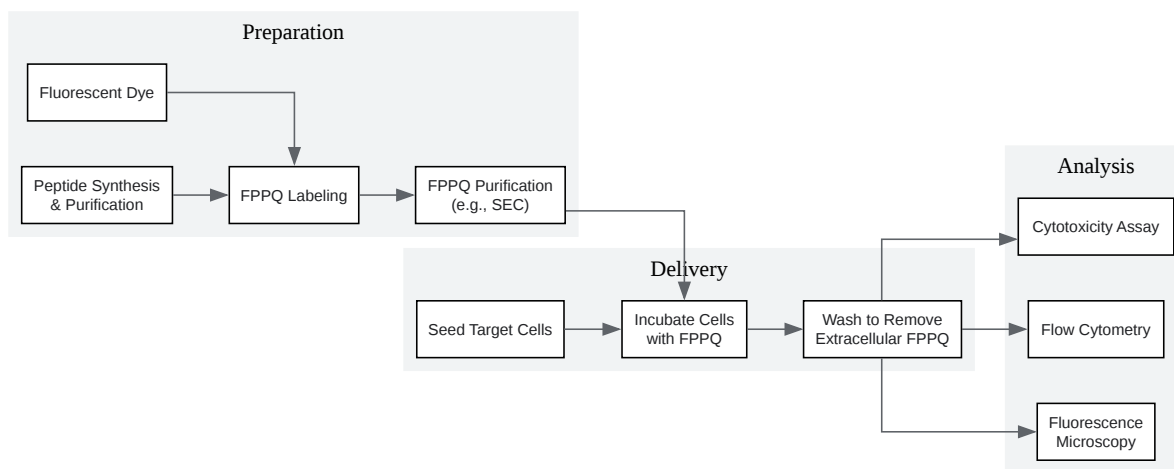 Preparation
Fluorescent Dye
Peptide Synthesis
& Purification
FPPQ Labeling
FPPQ Purification
(e.g., SEC)
Delivery
Seed Target Cells
Incubate Cells
with FPPQ
Wash to Remove
Extracellular FPPQ
Analysis
Cytotoxicity Assay
Flow Cytometry
Fluorescence
Microscopy